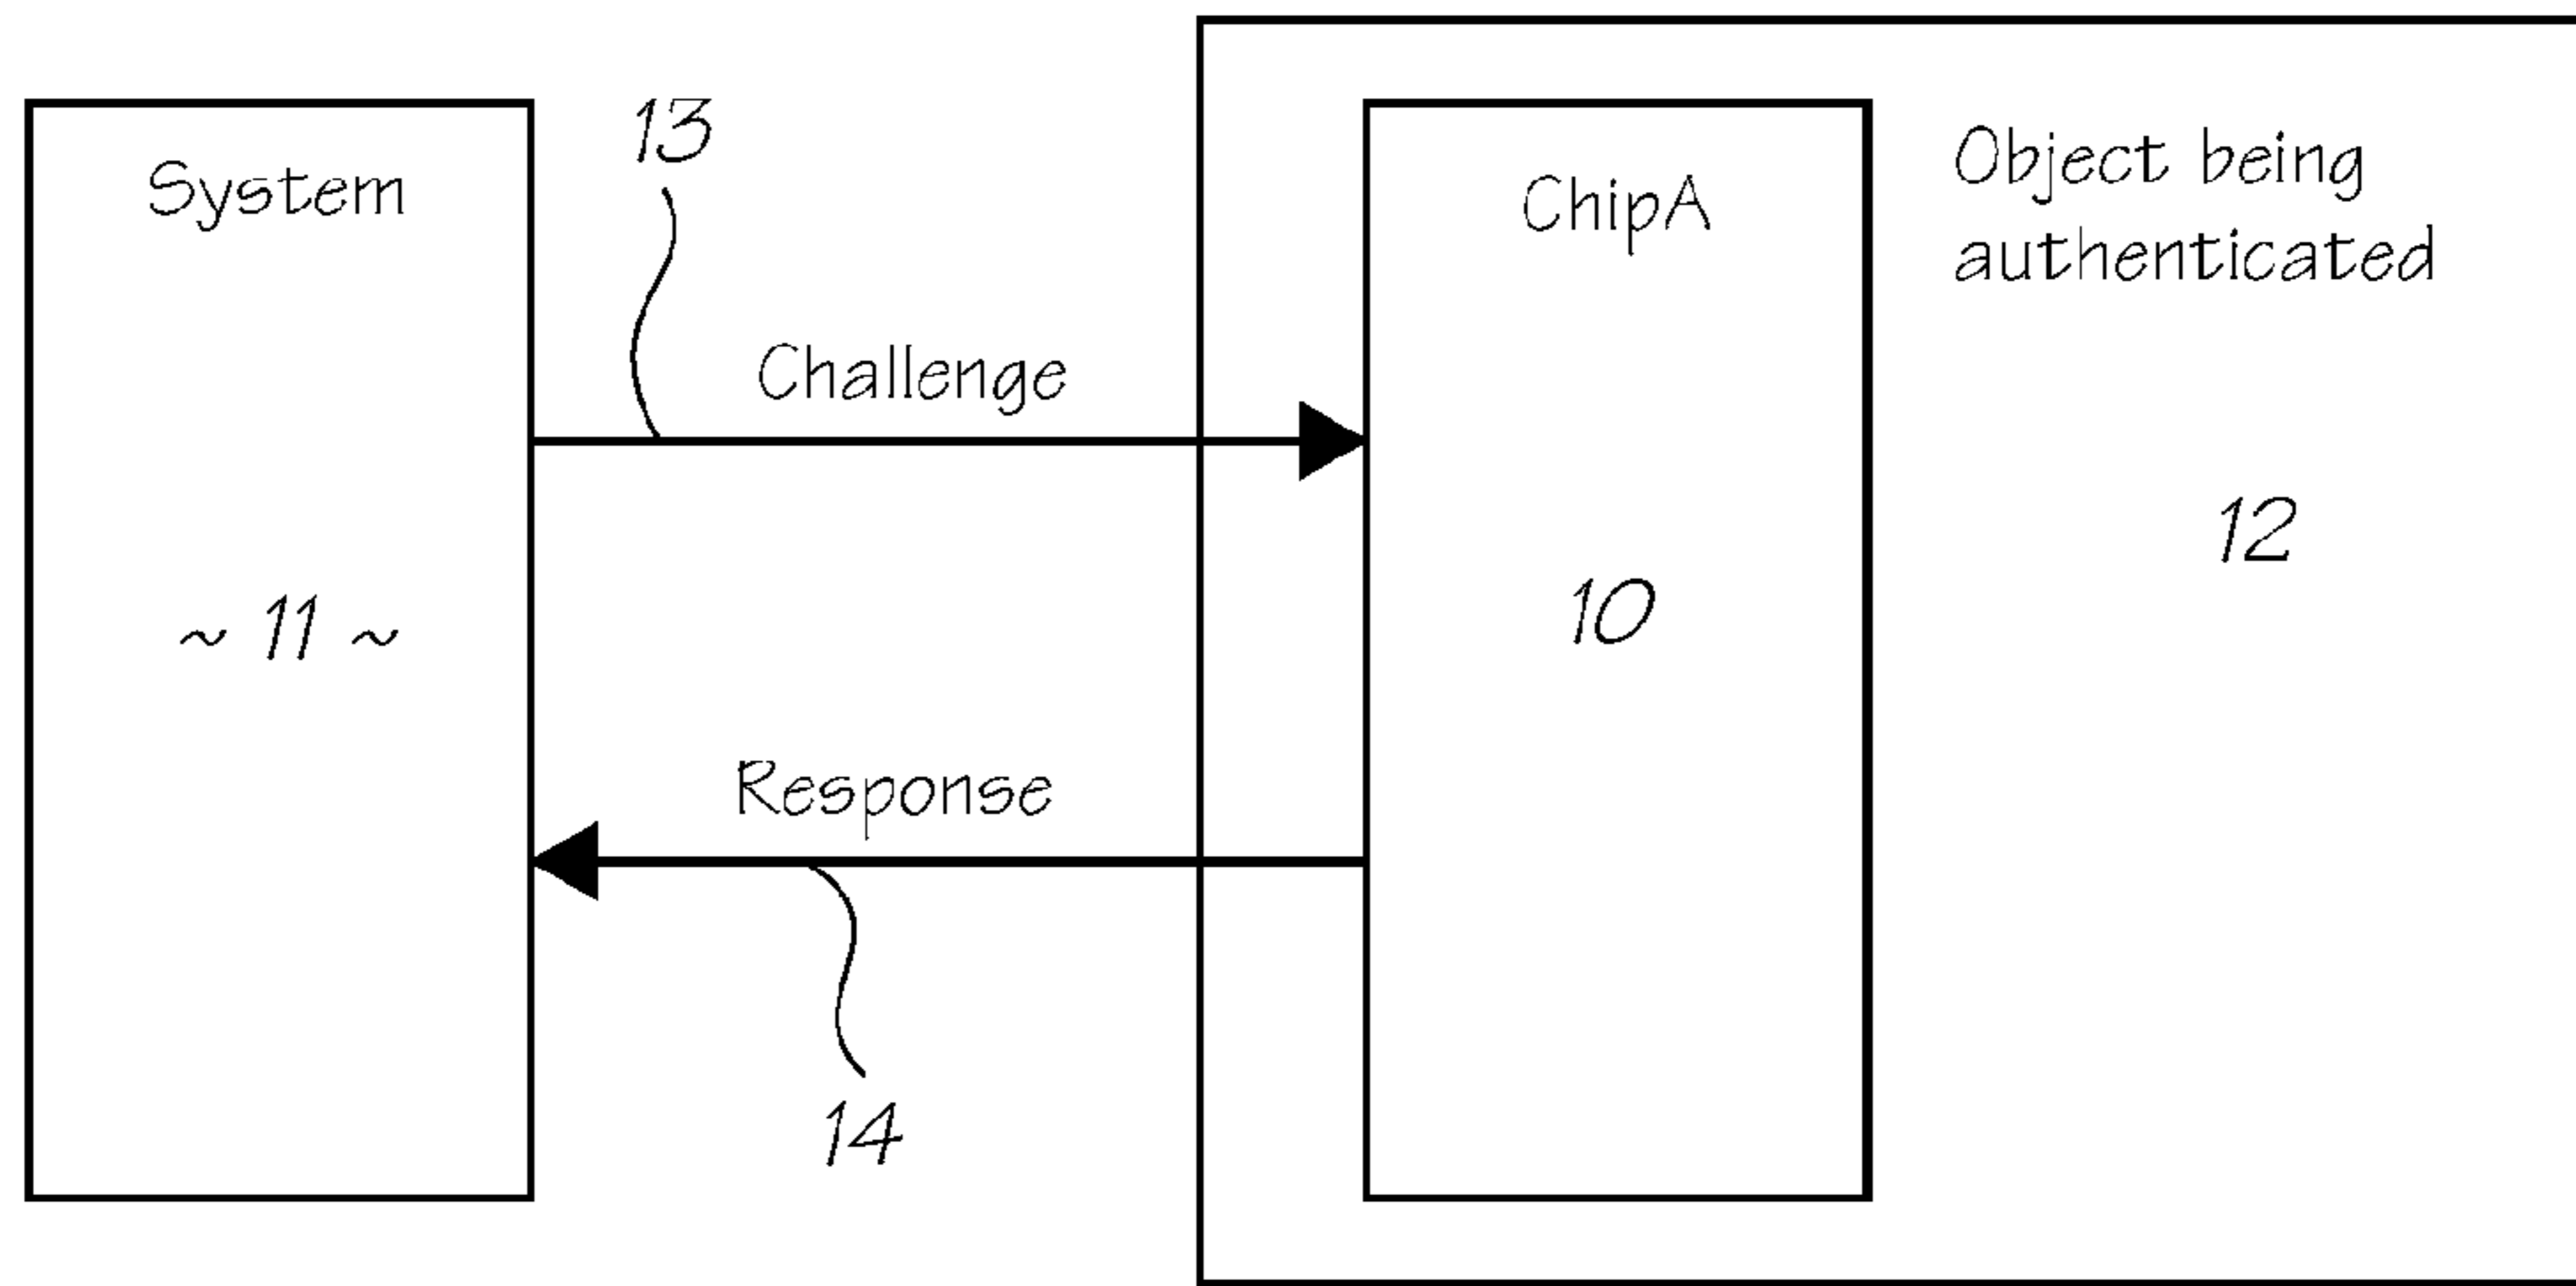 System
~ 11 ~
13
Challenge
Response
14
ChipA
10
Object being
authenticated
12